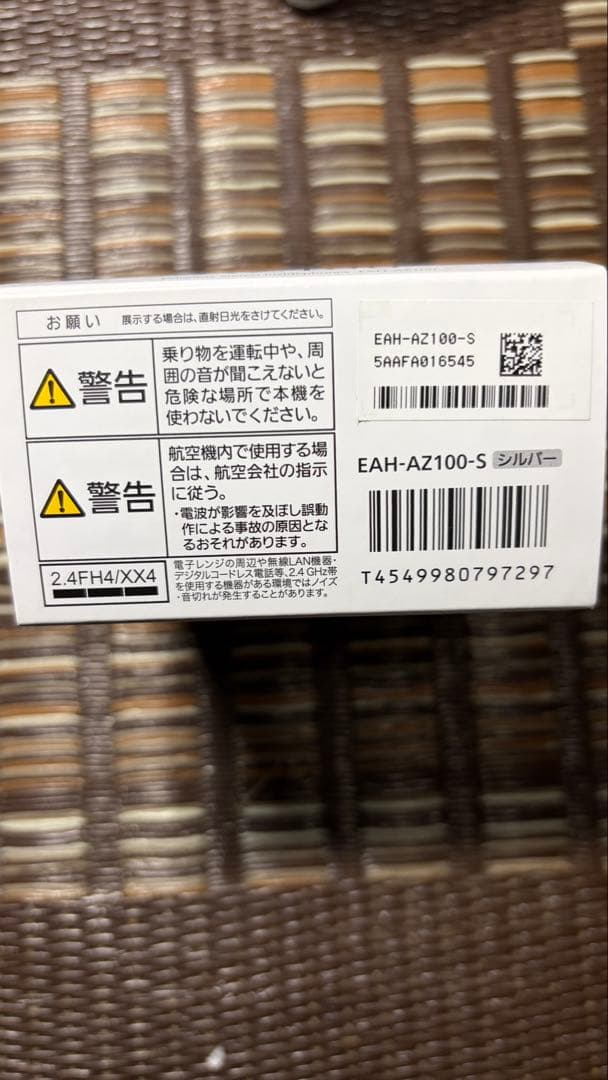 お願い 展示する場合は、直射日光をさけてください。
警告
乗り物を運転中や、周
囲の音が聞こえないと
危険な場所で本機を
使わないでください。
警告
航空機内で使用する場
合は、航空会社の指示
に従う。
・電波が影響を及ぼし誤動
作による事故の原因とな
るおそれがあります。
2.4FH4/XX4
電子レンジの周辺や無線LAN機器・
デジタルコードレス電話等、2.4 GHz帯
を使用する機器がある環境ではノイズ
・音切れが発生することがあります。
EAH-AZ100-S
5AAFA016545
EAH-AZ100-S シルバー
T4549980797297